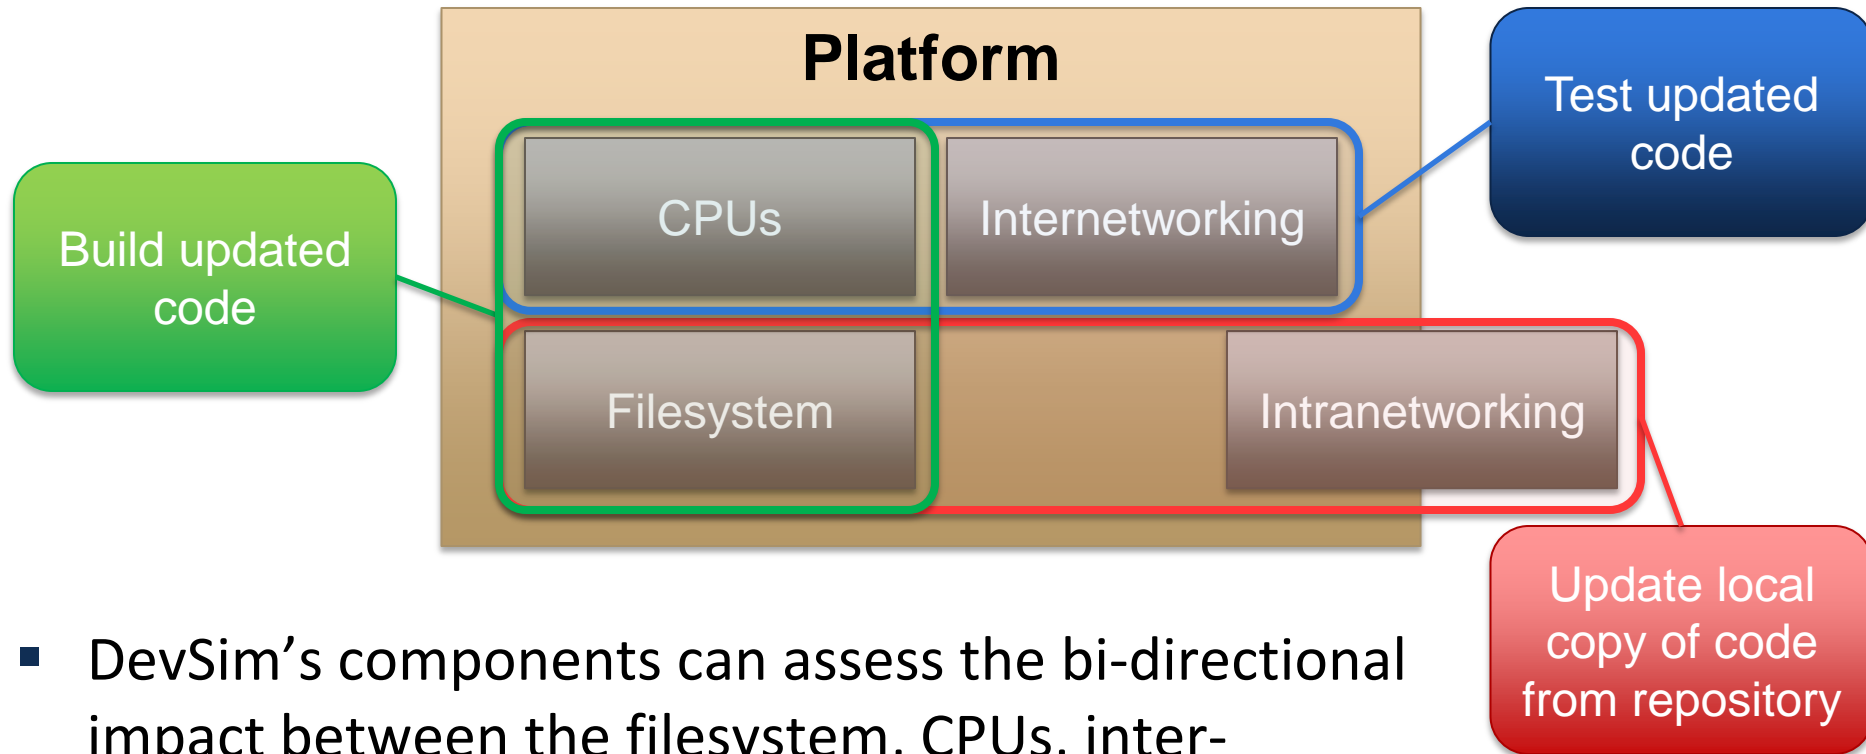 Platform
Test updated
code
CPUs
Internetworking
Build updated
code
Filesystem
Intranetworking
Update local
copy of code
from repository
▪ DevSim’s components can assess the bi-directional
impact between the filesystem, CPUs, inter-